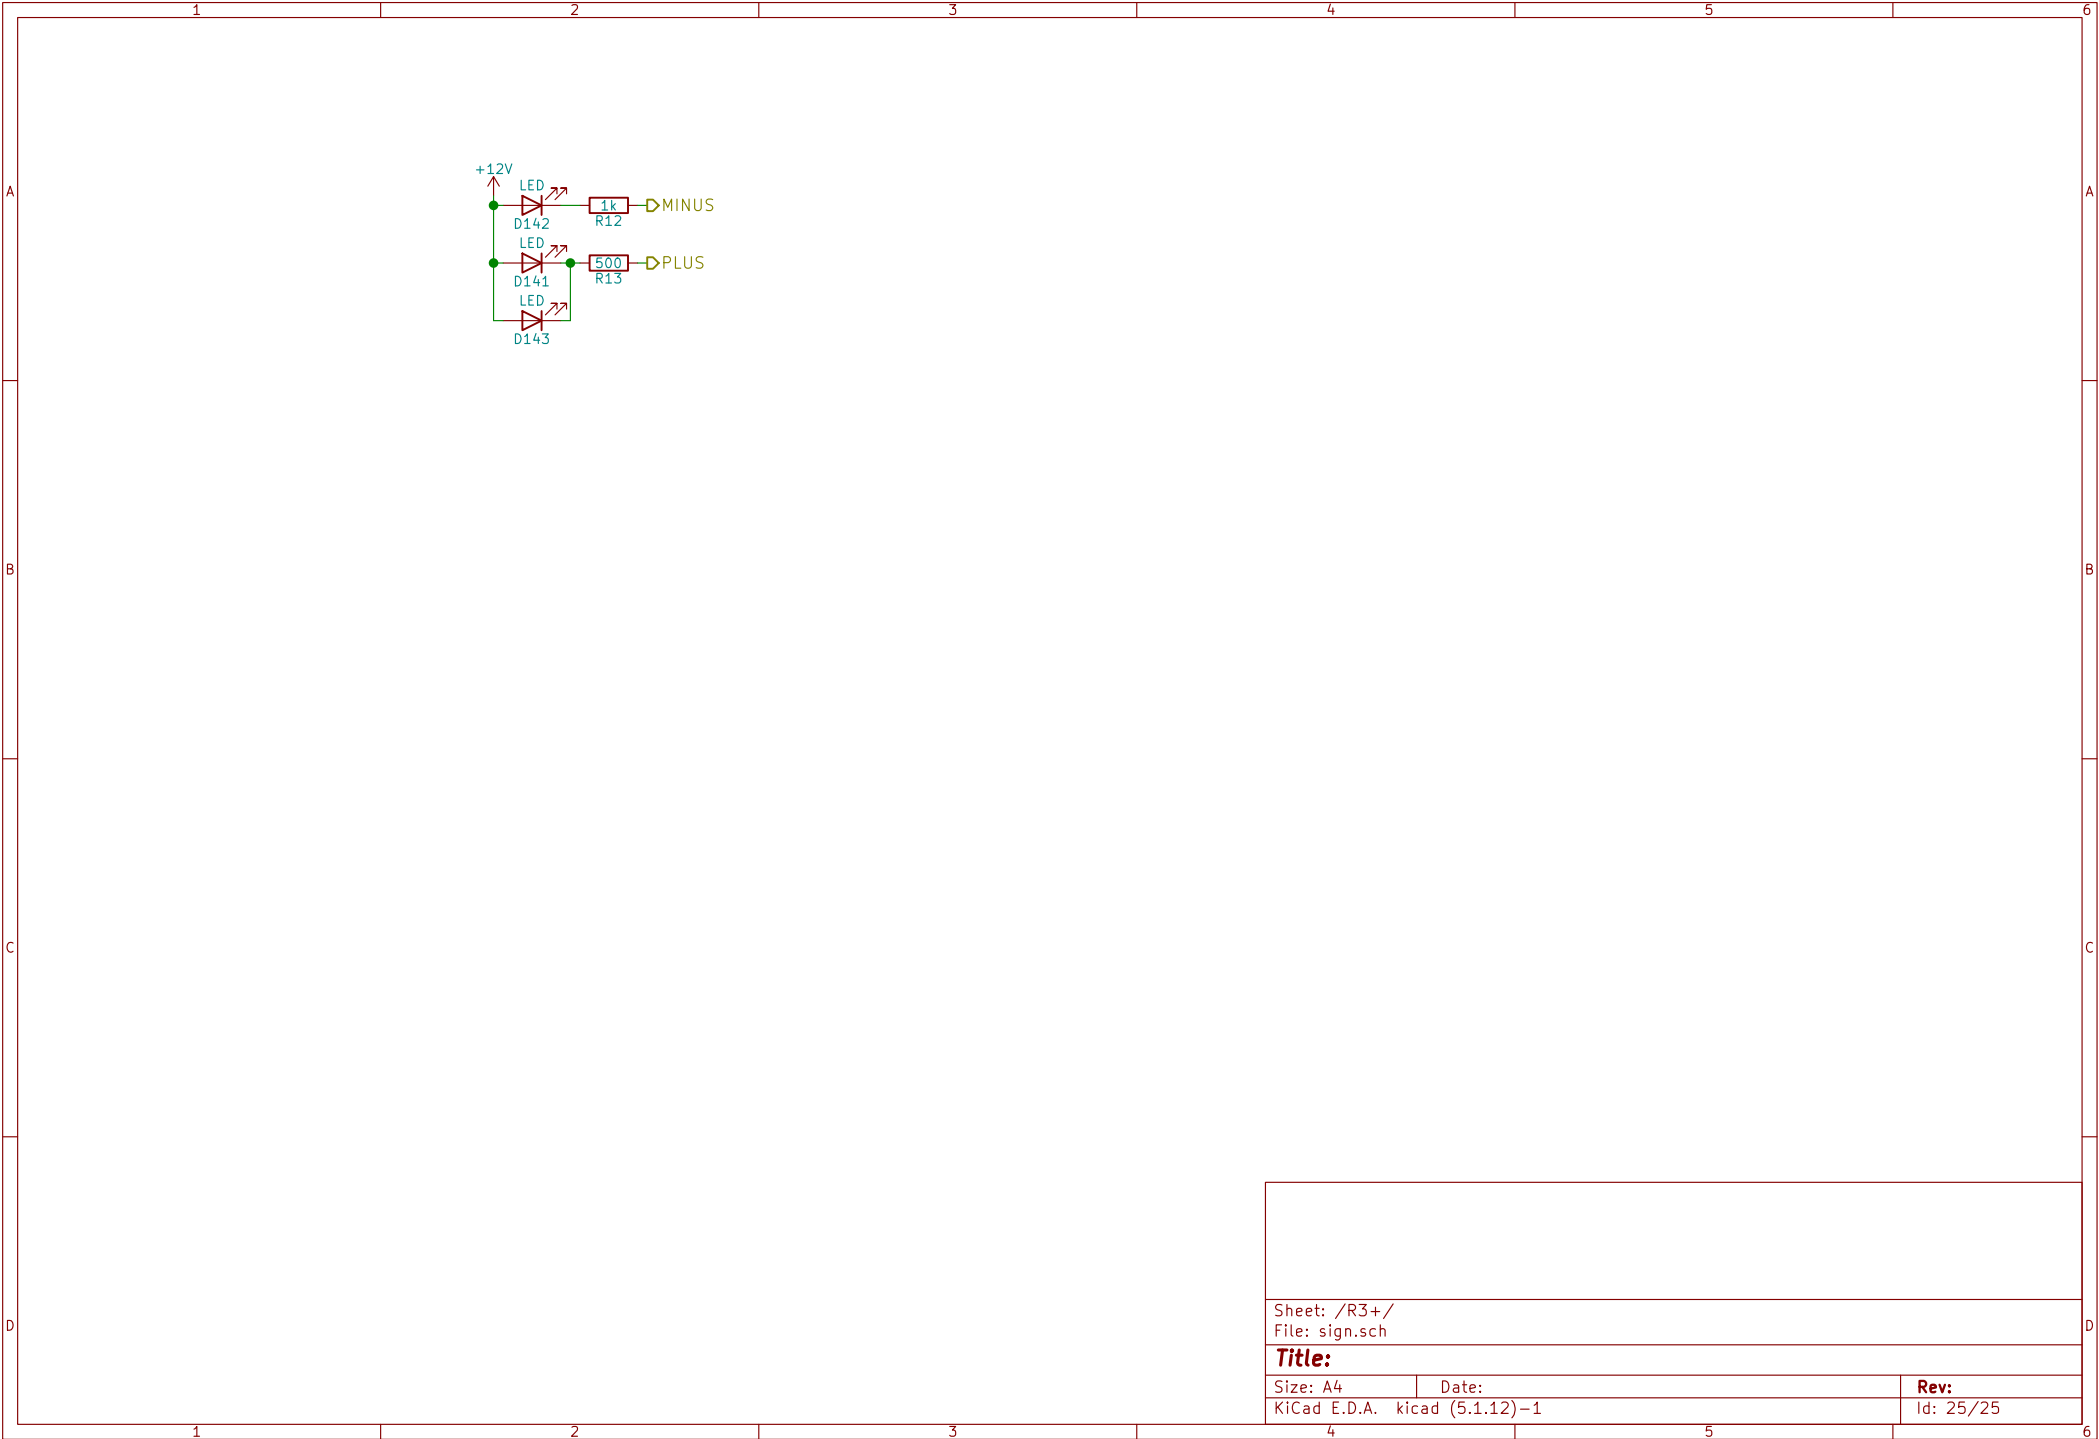 1 2 3 4 5 6
+12V
A LED A
1k MINUS
D142 R12
LED
500 PLUS
D141 R13
LED
D143
B B
C C
Sheet: /R3+/
D File: sign.sch D
Title:
Size: A4 Date: Rev:
KiCad E.D.A. kicad (5.1.12)-1 Id: 25/25
1 2 3 4 5 6